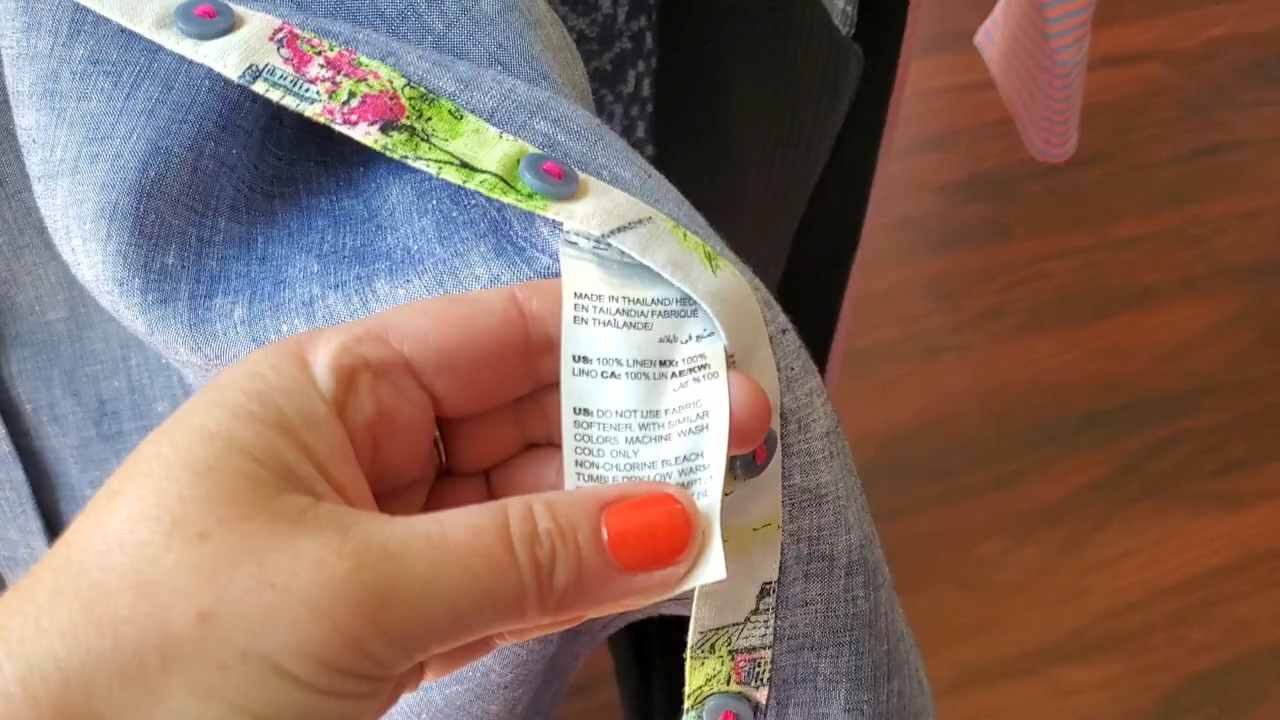 MADE IN THAILAND/ HECH
EN TAILANDIA/ FABRIQUÉ
EN THAÏLANDE/
صنع في تايلاند
US: 100% LINEN MX: 100%
LINO CA: 100% LIN AE/KW:
100% كتان
US: DO NOT USE FABRIC
SOFTENER. WITH SIMILAR
COLORS. MACHINE WASH
COLD ONLY
NON-CHLORINE BLEACH
TUMBLE DRY LOW. WARM
BE